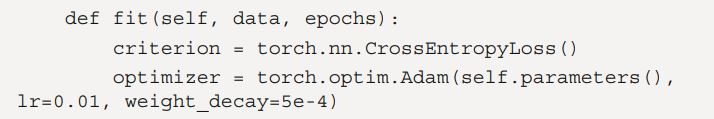 def fit(self, data, epochs):
criterion = torch.nn.CrossEntropyLoss()
optimizer = torch.optim.Adam(self.parameters(),
lr=0.01, weight_decay=5e-4)